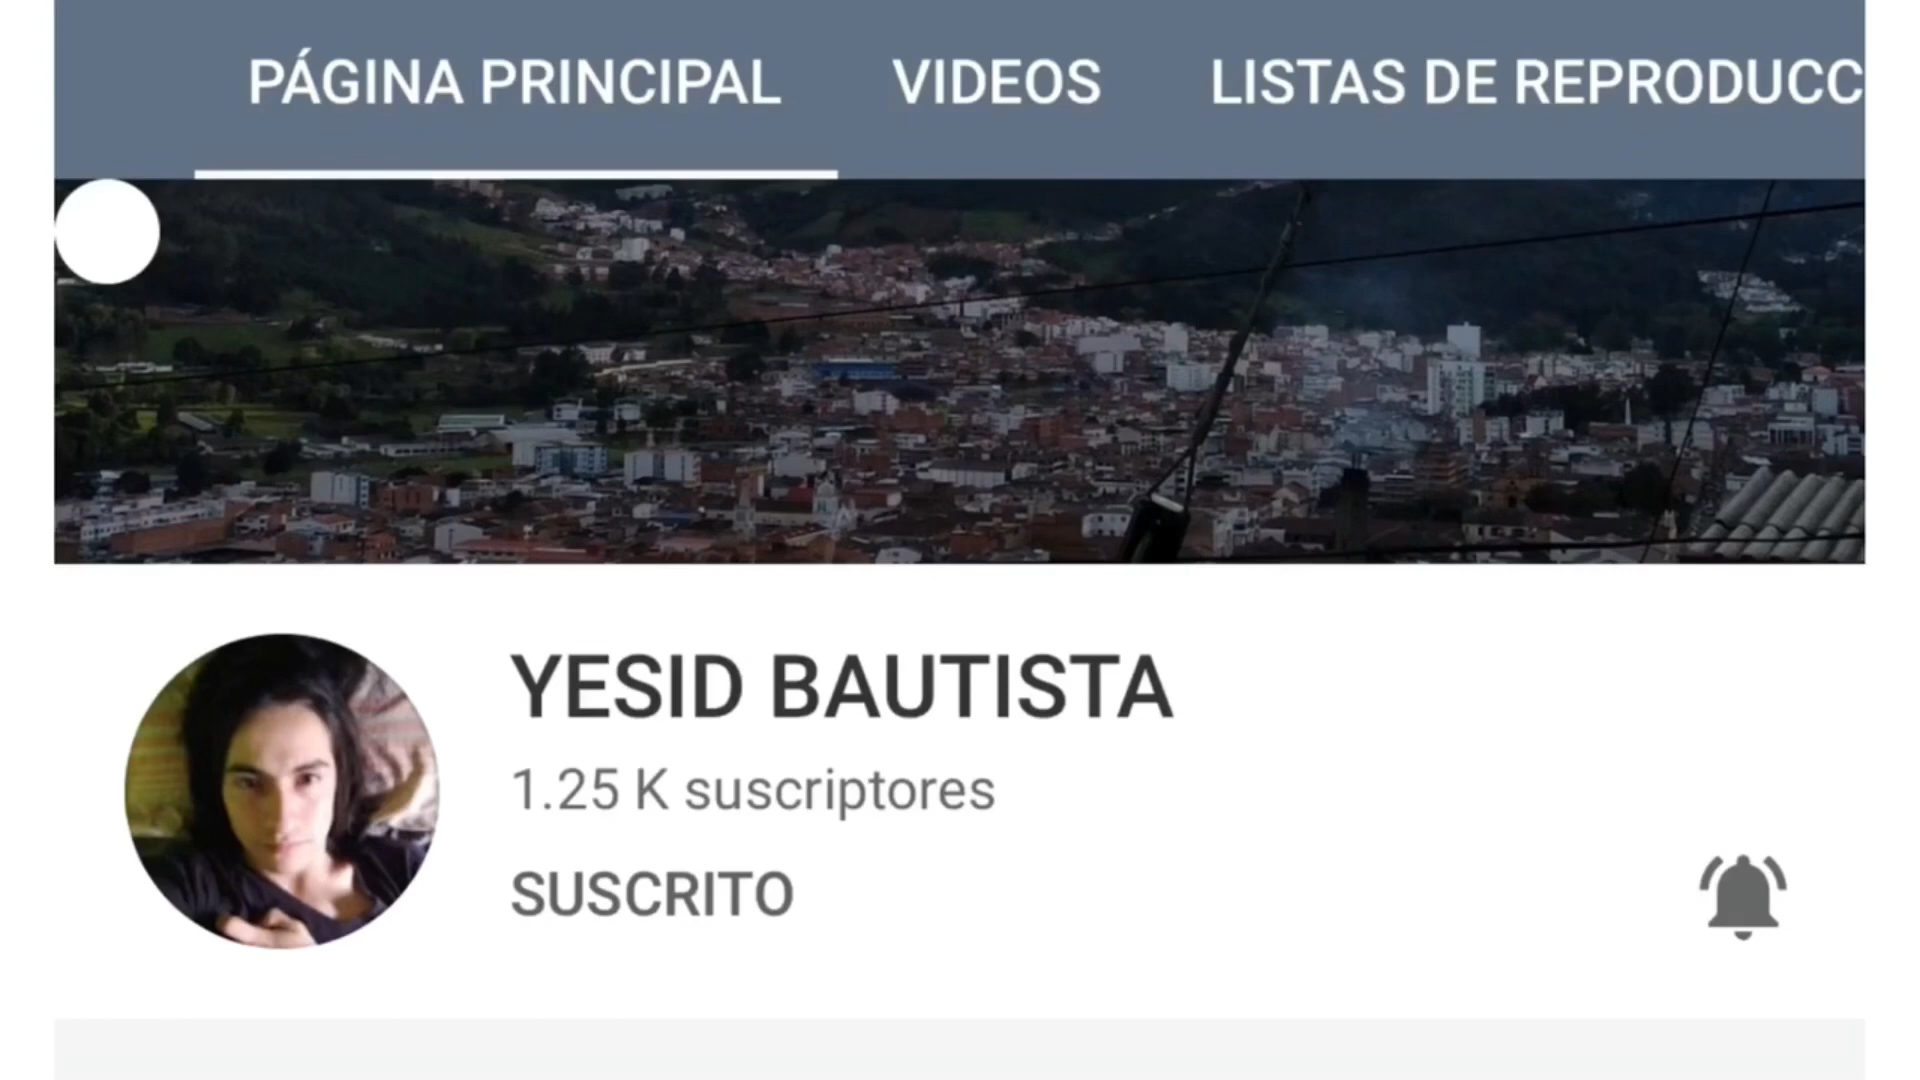 PÁGINA PRINCIPAL VIDEOS LISTAS DE REPRODUCC
YESID BAUTISTA
1.25 K suscriptores
SUSCRITO